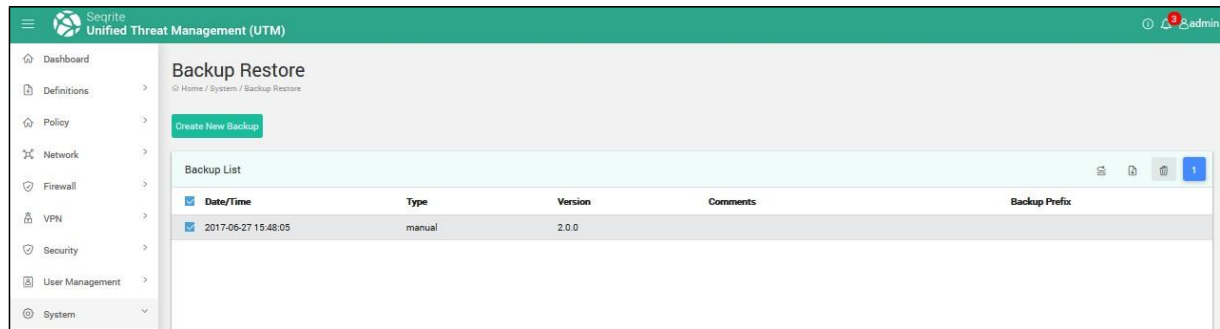 Seqrite
Unified Threat Management (UTM)
3
admin
Dashboard
Definitions
Policy
Network
Firewall
VPN
Security
User Management
System
Backup Restore
Home / System / Backup Restore
Create New Backup
Backup List
1
Date/Time Type Version Comments Backup Prefix
2017-06-27 15:48:05 manual 2.0.0